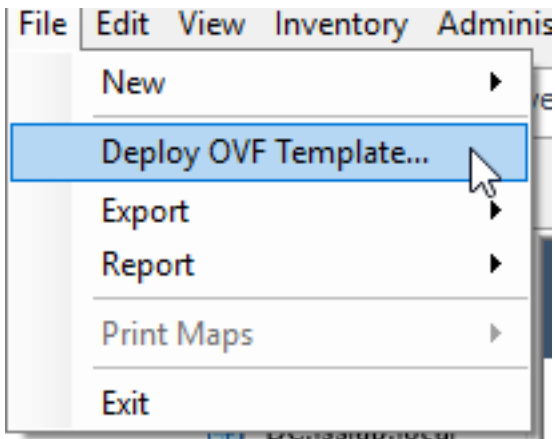 File Edit View Inventory Adminis
New
Deploy OVF Template...
Export
Report
Print Maps
Exit